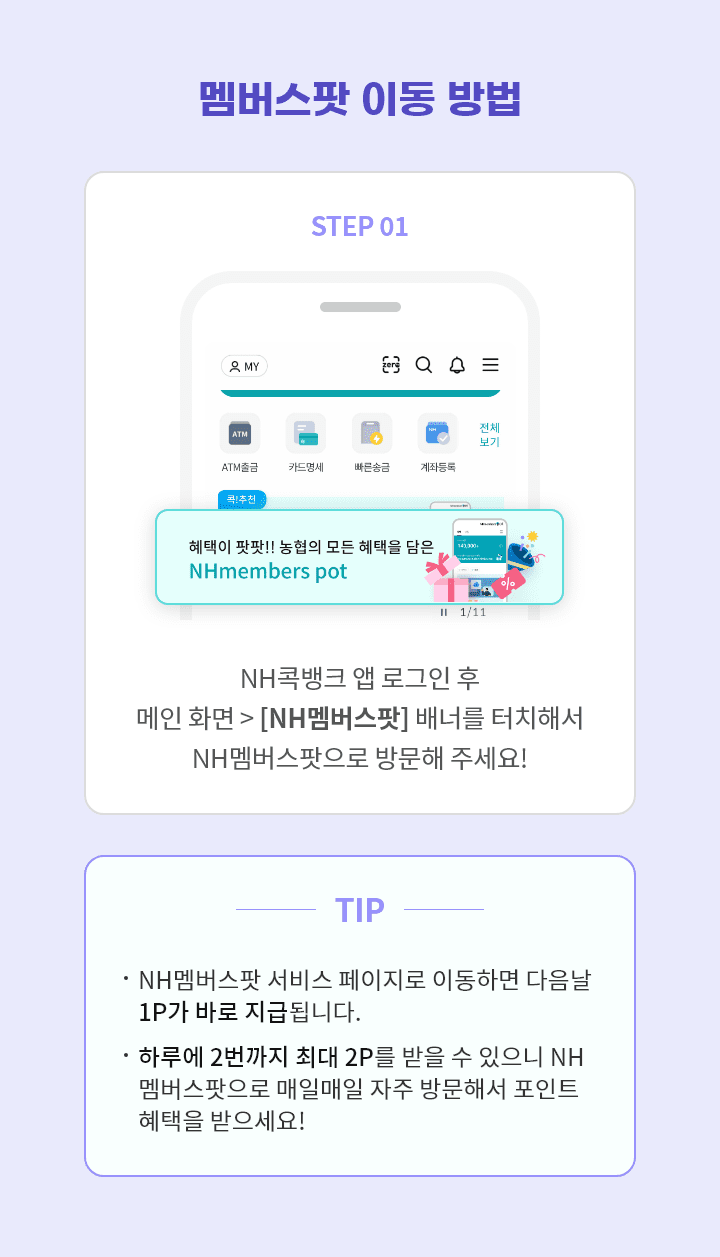 멤버스팟 이동 방법
STEP 01
MY
zero
ATM
ATM출금
카드명세
빠른송금
계좌등록
전체
보기
콕!추천
혜택이 팟팟!! 농협의 모든 혜택을 담은
NHmembers pot
1/11
NH콕뱅크 앱 로그인 후
메인 화면 > [NH멤버스팟] 배너를 터치해서
NH멤버스팟으로 방문해 주세요!
TIP
· NH멤버스팟 서비스 페이지로 이동하면 다음날
1P가 바로 지급됩니다.
· 하루에 2번까지 최대 2P를 받을 수 있으니 NH
멤버스팟으로 매일매일 자주 방문해서 포인트
혜택을 받으세요!